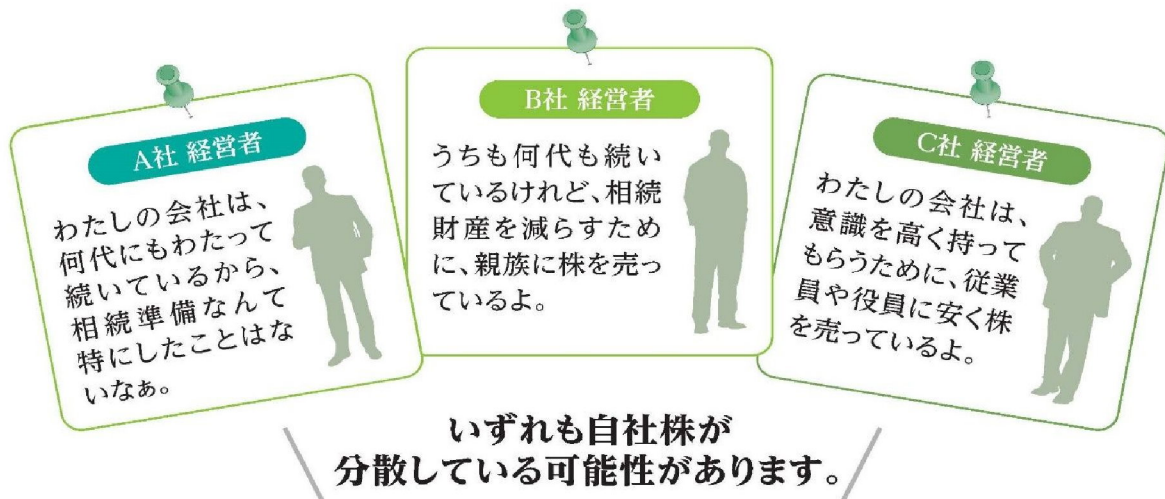 A社 経営者
わたしの会社は、
何代にもわたって
続いているから、
相続準備なんて
特にしたことはな
いなぁ。
B社 経営者
うちも何代も続い
ているけれど、相続
財産を減らすため
に、親族に株を売っ
ているよ。
C社 経営者
わたしの会社は、
意識を高く持って
もらうために、従業
員や役員に安く株
を売っているよ。
いずれも自社株が
分散している可能性があります。